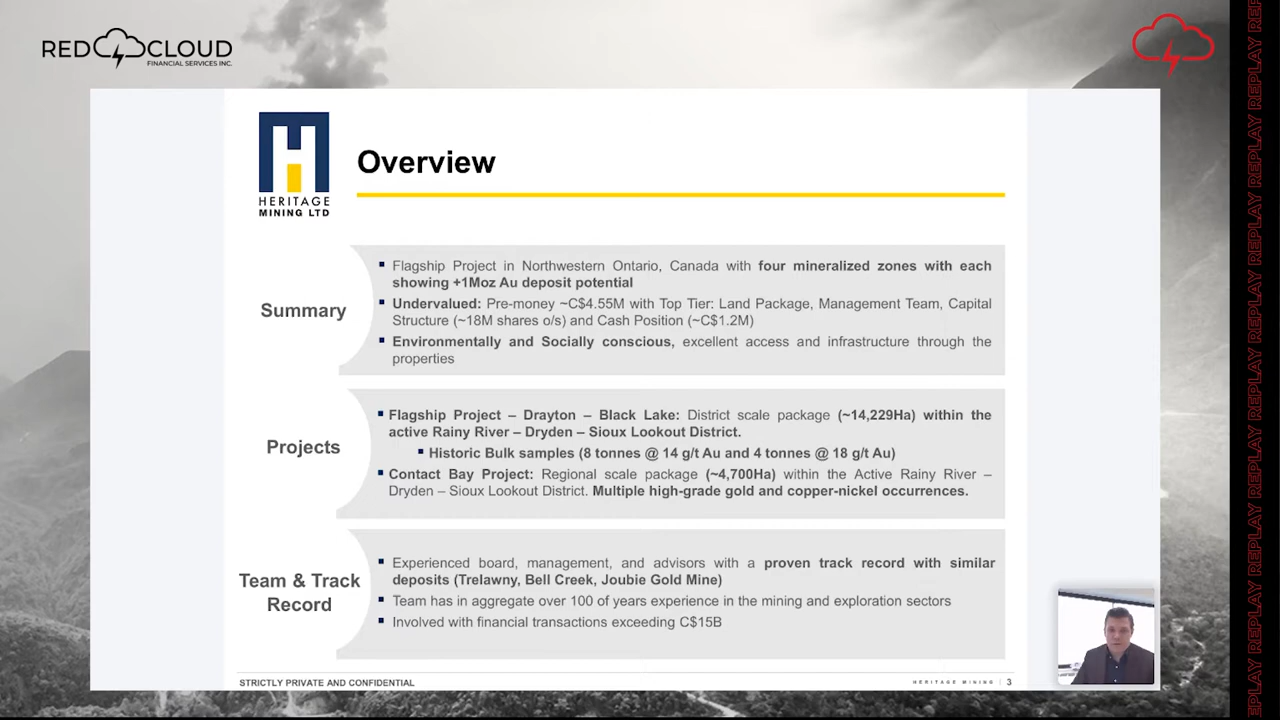 RED CLOUD
FINANCIAL SERVICES INC.
Overview
HERITAGE
MINING LTD
Summary
Flagship Project in Northwestern Ontario, Canada with four mineralized zones with each
showing +1Moz Au deposit potential
Undervalued: Pre-money ~C$4.55M with Top Tier: Land Package, Management Team, Capital
Structure (~18M shares o/s) and Cash Position (~C$1.2M)
Environmentally and Socially conscious, excellent access and infrastructure through the
properties
Projects
Flagship Project – Drayton – Black Lake: District scale package (~14,229Ha) within the
active Rainy River – Dryden – Sioux Lookout District.
Historic Bulk samples (8 tonnes @ 14 g/t Au and 4 tonnes @ 18 g/t Au)
Contact Bay Project: Regional scale package (~4,700Ha) within the Active Rainy River
Dryden – Sioux Lookout District. Multiple high-grade gold and copper-nickel occurrences.
Team & Track
Record
Experienced board, management, and advisors with a proven track record with similar
deposits (Trelawny, Bell Creek, Joubie Gold Mine)
Team has in aggregate over 100 of years experience in the mining and exploration sectors
Involved with financial transactions exceeding C$15B
STRICTLY PRIVATE AND CONFIDENTIAL
HERITAGE MINING | 3
REPLAY REPLAY REPLAY REPLAY REPLAY REPLAY REPLAY REPLAY